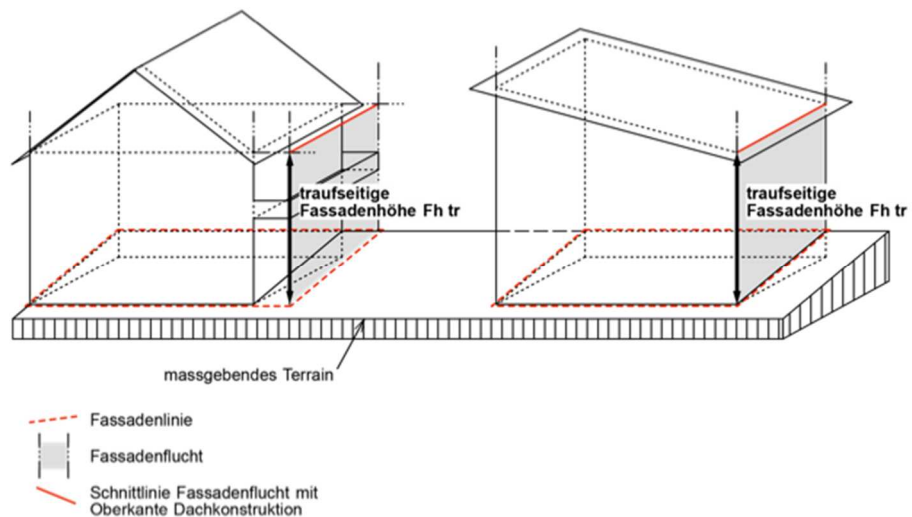 traufseitige
Fassadenhöhe Fh tr
traufseitige
Fassadenhöhe Fh tr
massgebendes Terrain
Fassadenlinie
Fassadenflucht
Schnittlinie Fassadenflucht mit
Oberkante Dachkonstruktion